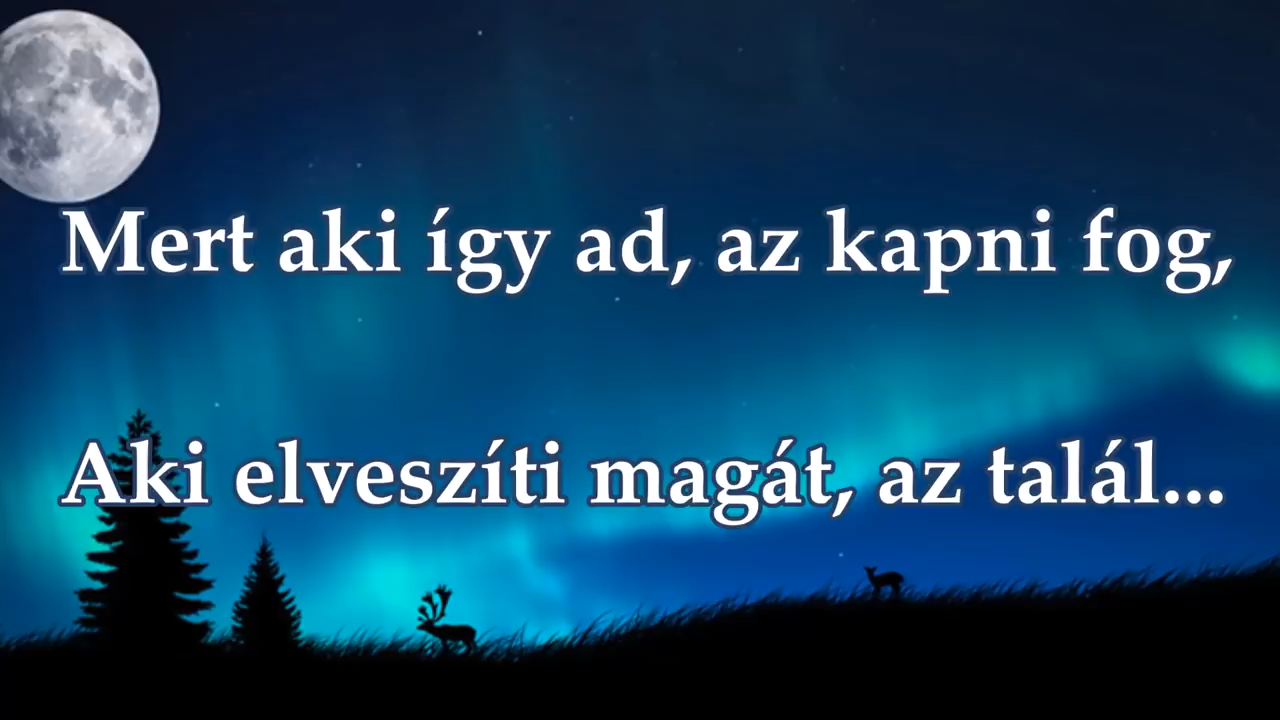 Mert aki így ad, az kapni fog,
Aki elveszíti magát, az talál...